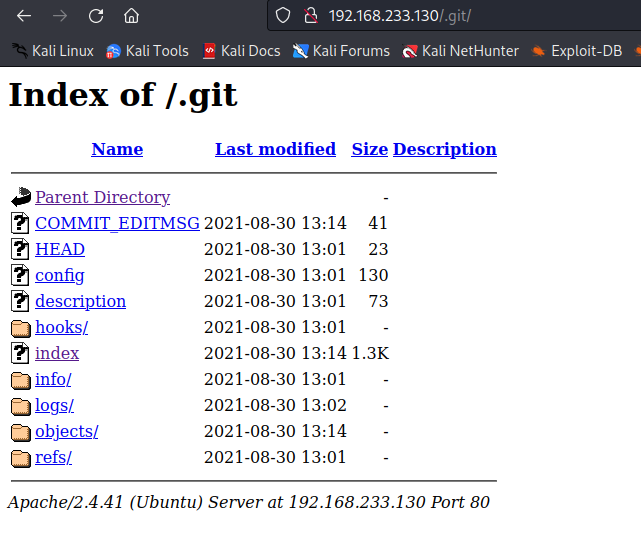 192.168.233.130/.git/
Kali Linux Kali Tools Kali Docs Kali Forums Kali NetHunter Exploit-DB
Index of /.git
Name Last modified Size Description
Parent Directory -
COMMIT_EDITMSG 2021-08-30 13:14 41
HEAD 2021-08-30 13:01 23
config 2021-08-30 13:01 130
description 2021-08-30 13:01 73
hooks/ 2021-08-30 13:01 -
index 2021-08-30 13:14 1.3K
info/ 2021-08-30 13:01 -
logs/ 2021-08-30 13:02 -
objects/ 2021-08-30 13:14 -
refs/ 2021-08-30 13:01 -
Apache/2.4.41 (Ubuntu) Server at 192.168.233.130 Port 80